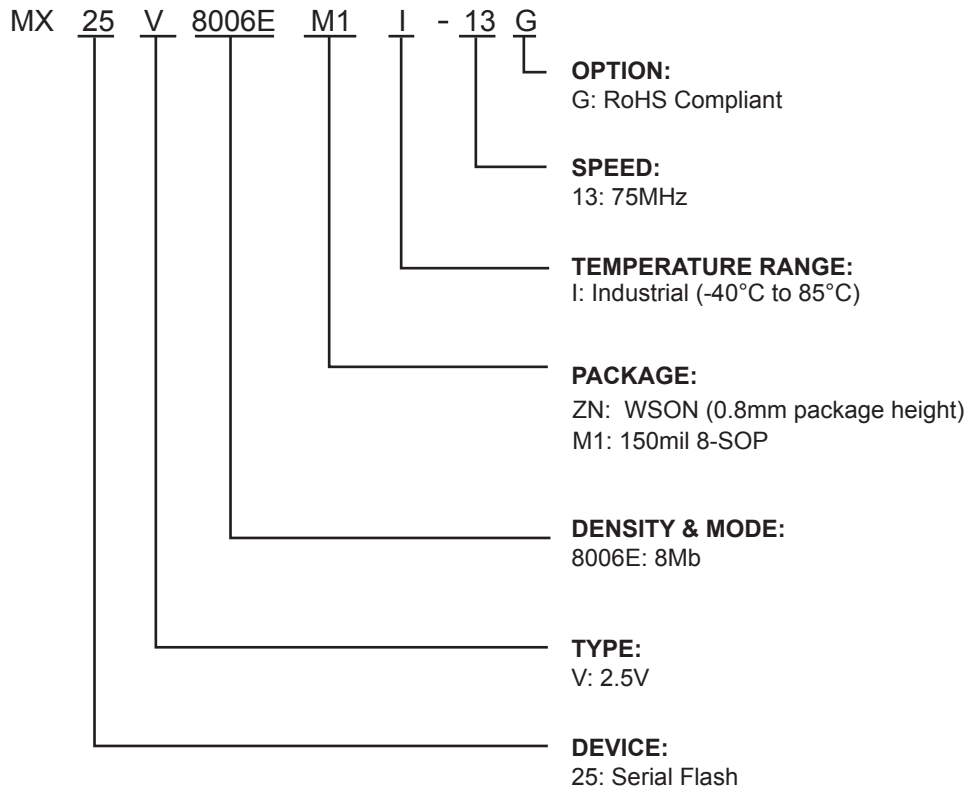 MX 25 V 8006E M1 I - 13 G
OPTION:
G: RoHS Compliant
SPEED:
13: 75MHz
TEMPERATURE RANGE:
I: Industrial (-40°C to 85°C)
PACKAGE:
ZN: WSON (0.8mm package height)
M1: 150mil 8-SOP
DENSITY & MODE:
8006E: 8Mb
TYPE:
V: 2.5V
DEVICE:
25: Serial Flash